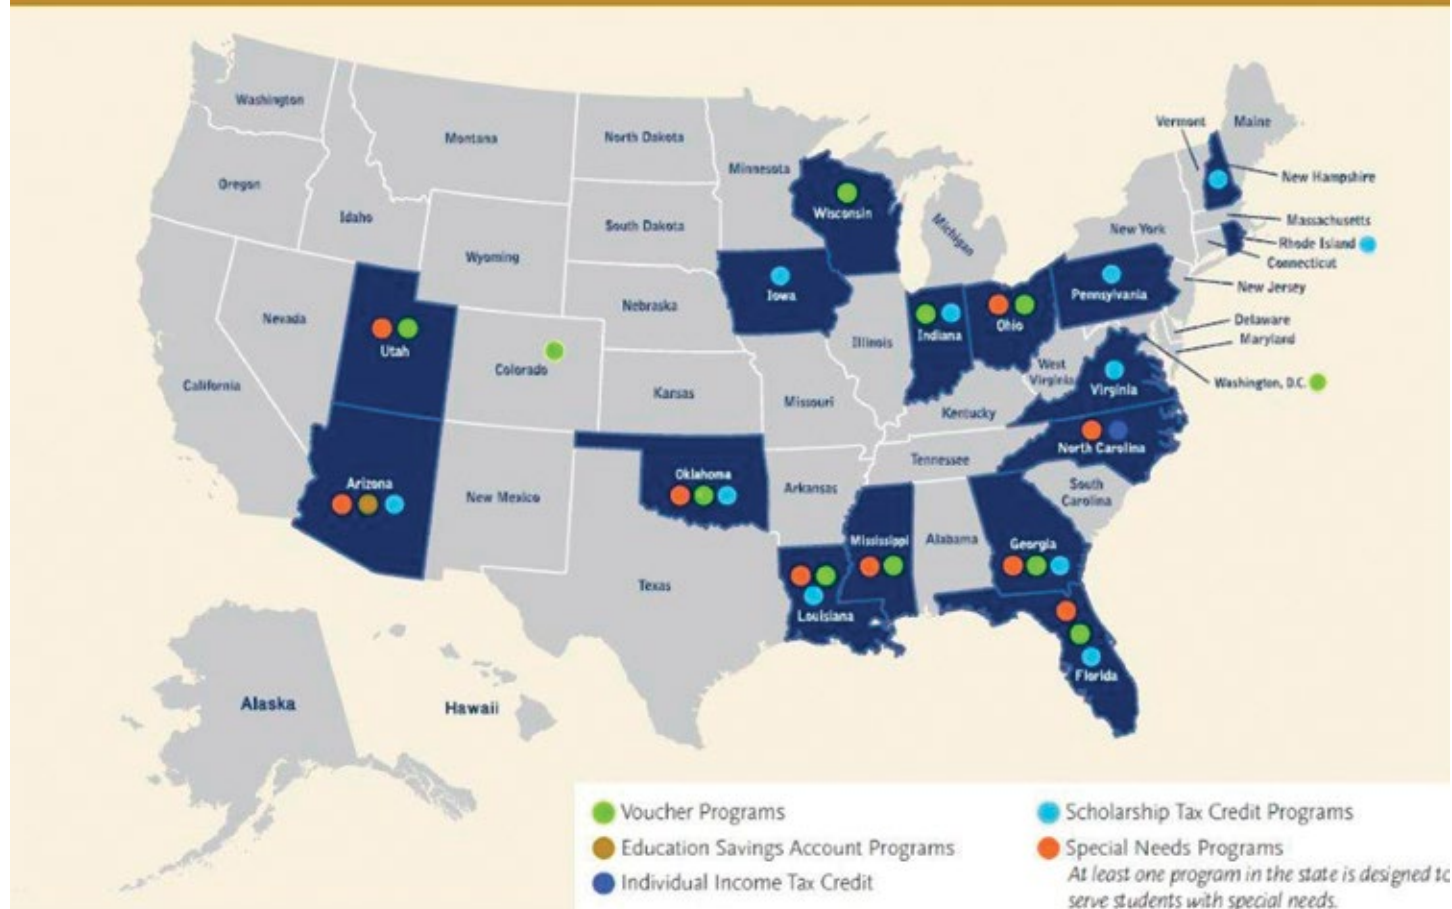 Washington
Montana
North Dakota
Minnesota
Vermont
Maine
Oregon
Idaho
Wisconsin
New Hampshire
South Dakota
Michigan
New York
Massachusetts
Rhode Island
Connecticut
Wyoming
Iowa
Pennsylvania
New Jersey
Nevada
Nebraska
Illinois
Indiana
Ohio
Delaware
Maryland
Utah
Colorado
West
Virginia
Virginia
Washington, D.C.
California
Kansas
Missouri
Kentucky
North Carolina
Tennessee
Arizona
New Mexico
Oklahoma
Arkansas
South
Carolina
Mississippi
Alabama
Georgia
Texas
Louisiana
Florida
Alaska
Hawaii
Voucher Programs
Education Savings Account Programs
Individual Income Tax Credit
Scholarship Tax Credit Programs
Special Needs Programs
At least one program in the state is designed to
serve students with special needs.